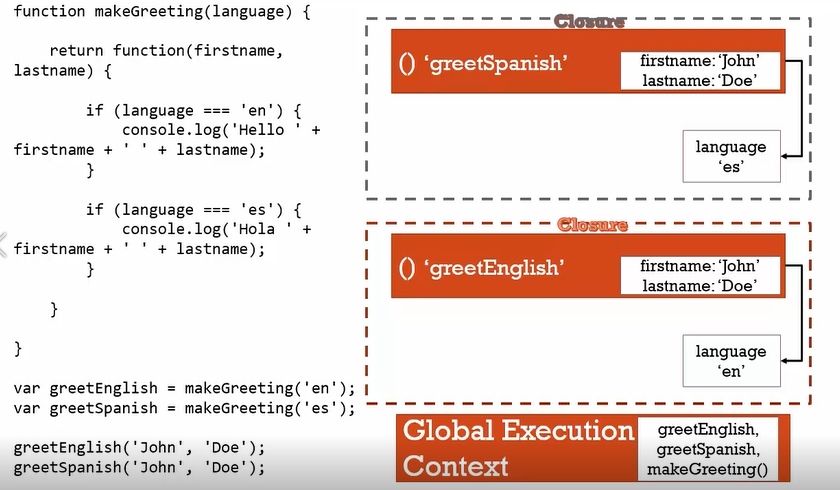 function makeGreeting(language) {
return function(firstname,
lastname) {
if (language === 'en') {
console.log('Hello ' +
firstname + ' ' + lastname);
}
if (language === 'es') {
console.log('Hola ' +
firstname + ' ' + lastname);
}
}
}
var greetEnglish = makeGreeting('en');
var greetSpanish = makeGreeting('es');
greetEnglish('John', 'Doe');
greetSpanish('John', 'Doe');
Closure
() ‘greetSpanish’
firstname: ‘John’
lastname: ‘Doe’
language
‘es’
Closure
() ‘greetEnglish’
firstname: ‘John’
lastname: ‘Doe’
language
‘en’
Global Execution
Context
greetEnglish,
greetSpanish,
makeGreeting()